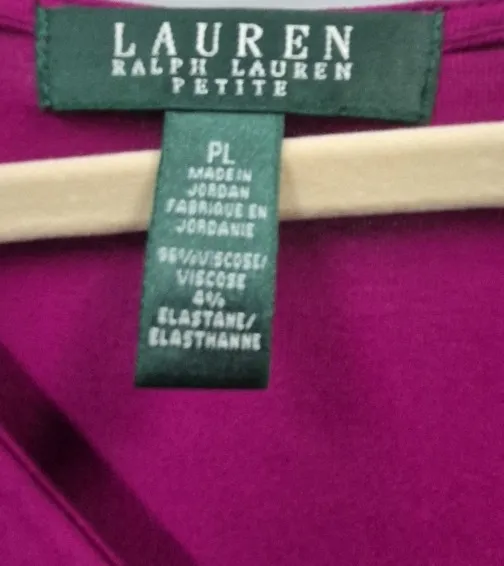 LAUREN
RALPH LAUREN
PETITE
PL
MADE IN
JORDAN
FABRIQUE EN
JORDANIE
96% VISCOSE/
VISCOSE
4%
ELASTANE/
ELASTHANNE